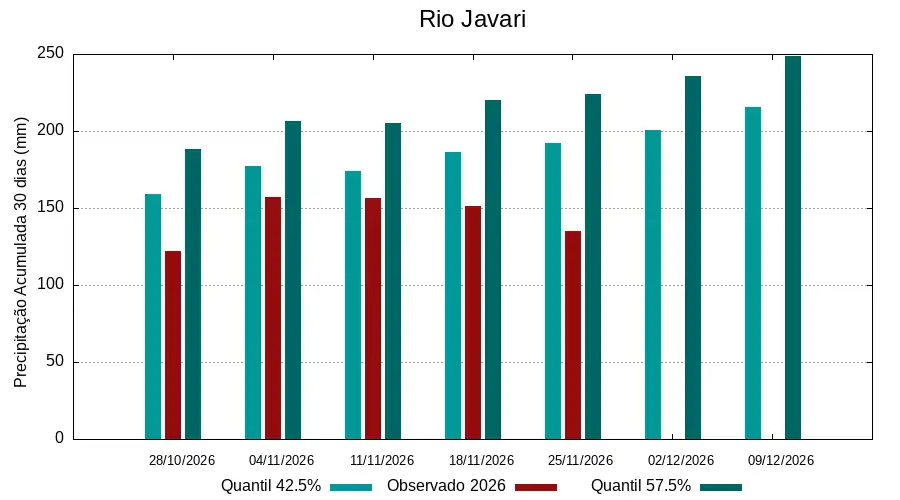 Rio Javari
Precipitação Acumulada 30 dias (mm)
250
200
150
100
50
0
28/10/2026 04/11/2026 11/11/2026 18/11/2026 25/11/2026 02/12/2026 09/12/2026
Quantil 42.5% Observado 2026 Quantil 57.5%